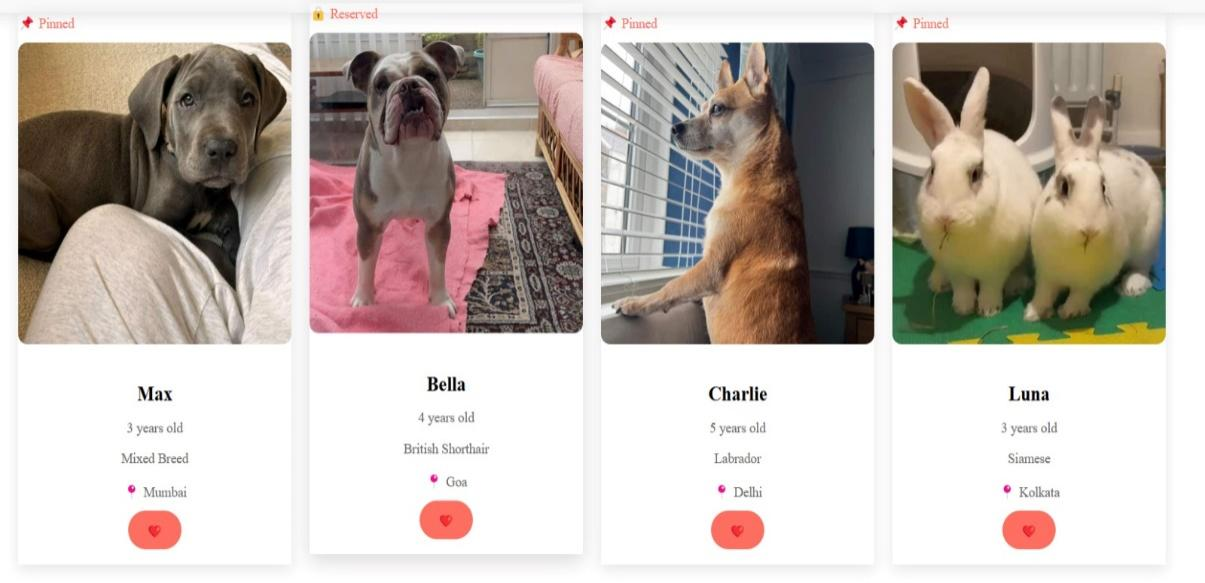 Pinned
Reserved
Pinned
Pinned
Max
3 years old
Mixed Breed
Mumbai
Bella
4 years old
British Shorthair
Goa
Charlie
5 years old
Labrador
Delhi
Luna
3 years old
Siamese
Kolkata